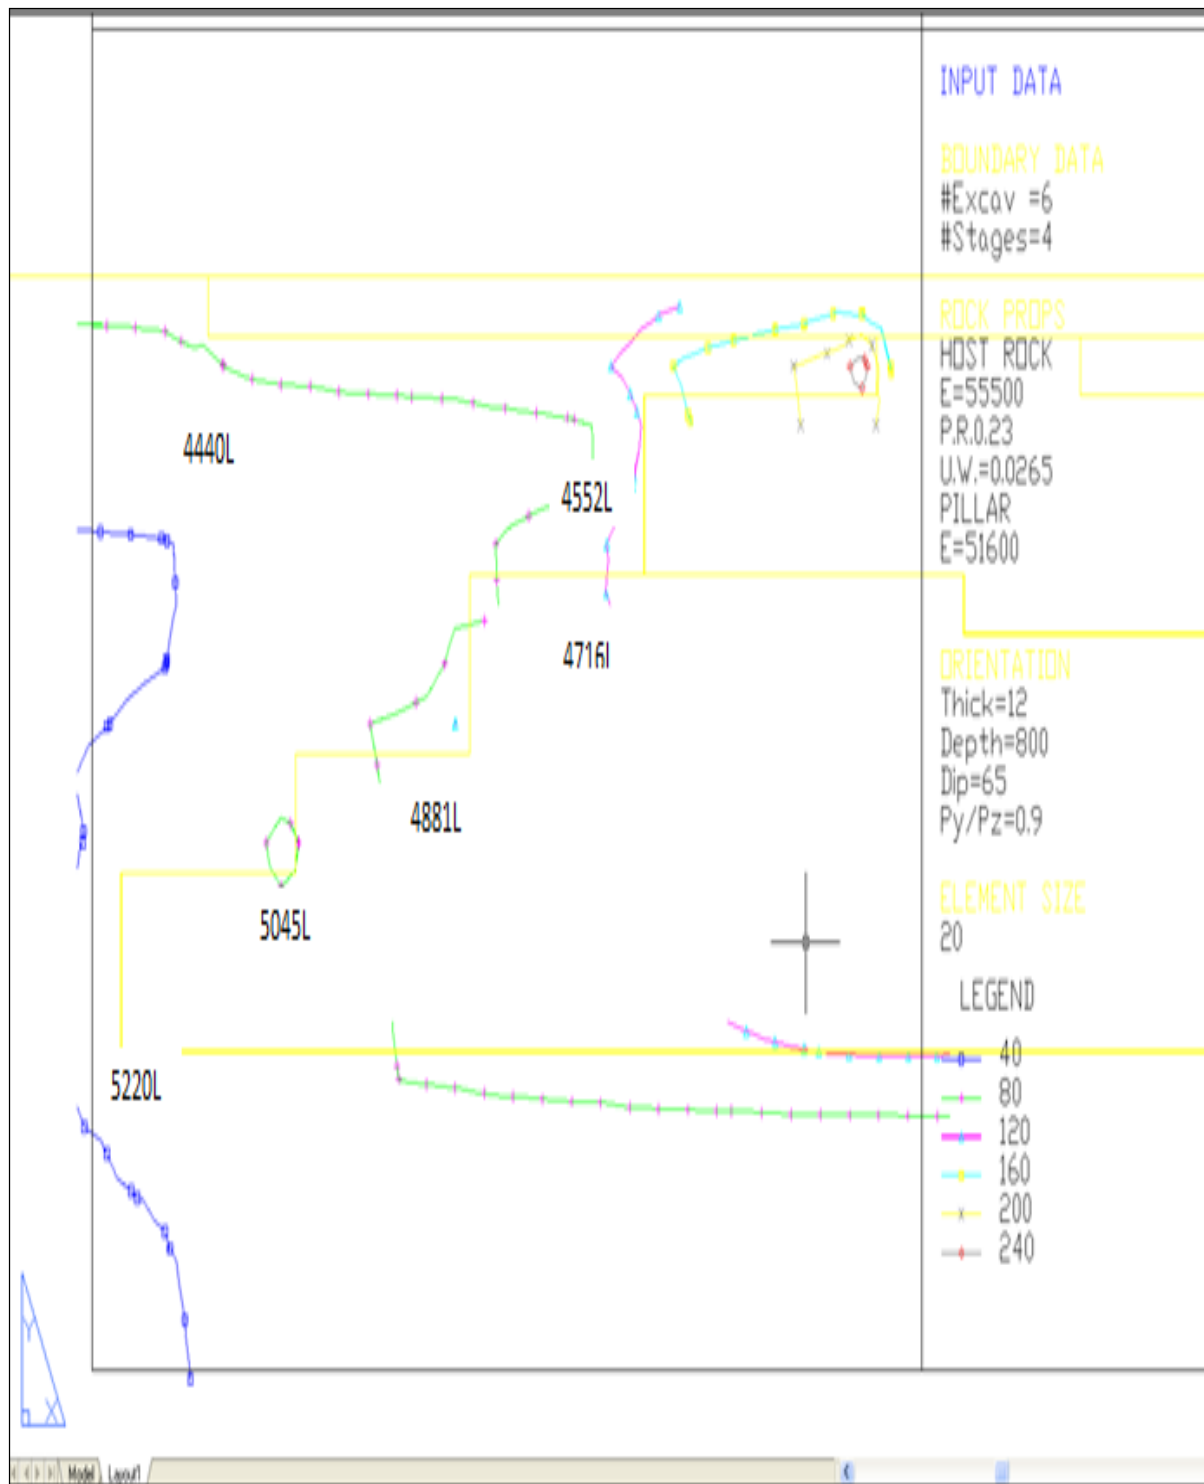 INPUT DATA
BOUNDARY DATA
#Excav =6
#Stages=4
ROCK PROPS
HOST ROCK
E=55500
P.R.0.23
U.W.=0.0265
PILLAR
E=51600
ORIENTATION
Thick=12
Depth=800
Dip=65
Py/Pz=0.9
ELEMENT SIZE
20
LEGEND
40
80
120
160
200
240
4440L
4552L
4716L
4881L
5045L
5220L
Y
X
Model
Layout1